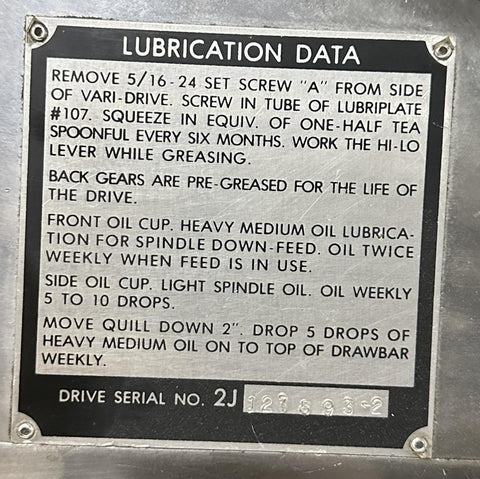 LUBRICATION DATA
REMOVE 5/16-24 SET SCREW "A" FROM SIDE
OF VARI-DRIVE. SCREW IN TUBE OF LUBRIPLATE
#107. SQUEEZE IN EQUIV. OF ONE-HALF TEA
SPOONFUL EVERY SIX MONTHS. WORK THE HI-LO
LEVER WHILE GREASING.
BACK GEARS ARE PRE-GREASED FOR THE LIFE OF
THE DRIVE.
FRONT OIL CUP. HEAVY MEDIUM OIL LUBRICA-
TION FOR SPINDLE DOWN-FEED. OIL TWICE
WEEKLY WHEN FEED IS IN USE.
SIDE OIL CUP. LIGHT SPINDLE OIL. OIL WEEKLY
5 TO 10 DROPS.
MOVE QUILL DOWN 2". DROP 5 DROPS OF
HEAVY MEDIUM OIL ON TO TOP OF DRAWBAR
WEEKLY.
DRIVE SERIAL NO. 2J